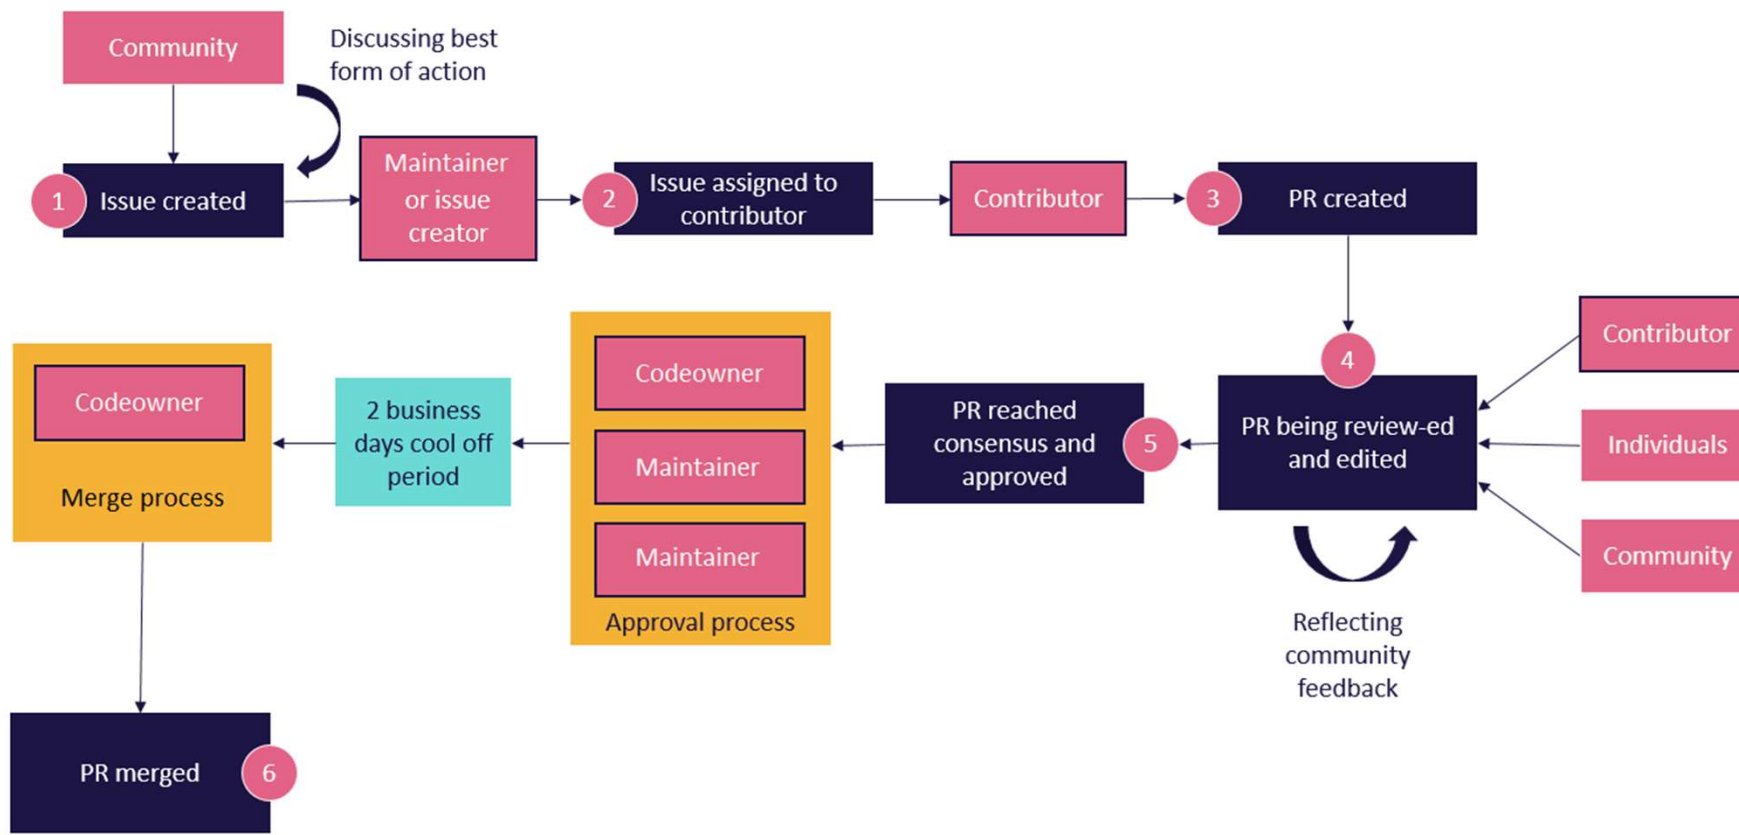 Community
Discussing best
form of action
1
Issue created
Maintainer
or issue
creator
2
Issue assigned to
contributor
Contributor
3
PR created
4
PR being review-ed
and edited
Contributor
Individuals
Community
Reflecting
community
feedback
5
PR reached
consensus and
approved
Codeowner
Maintainer
Maintainer
Approval process
2 business
days cool off
period
Codeowner
Merge process
PR merged
6